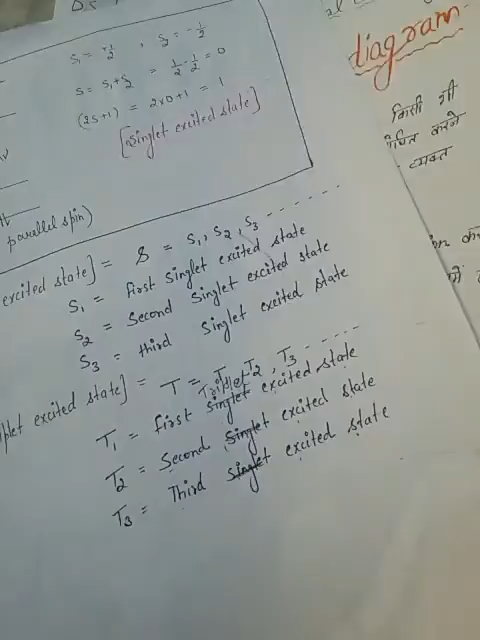 S₁ = +½ , S₂ = -½
S = S₁+S₂ = ½-½ = 0
(2S+1) = 2x0+1 = 1
[Singlet excited state]
parallel spin)
excited state] = S = S₁, S₂, S₃ ------
S₁ = first singlet excited state
S₂ = Second singlet excited state
S₃ = third singlet excited state
plet excited state] = T = T₁, T₂, T₃ -----
Triplet
T₁ = first singlet excited state
T₂ = Second singlet excited state
T₃ = Third singlet excited state
diagram
किसी भी
करने